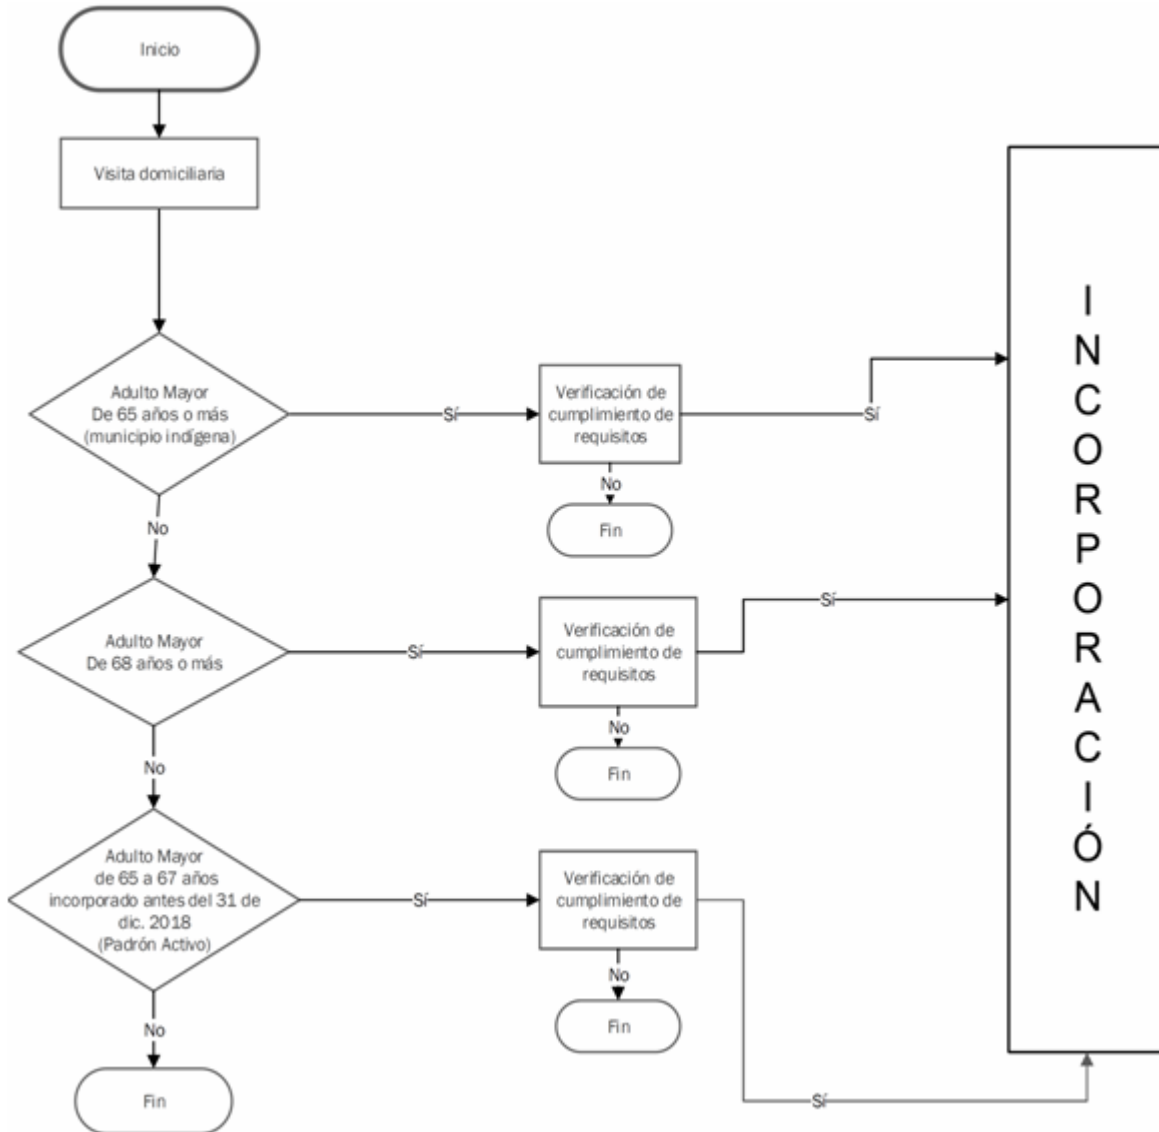 Inicio
Visita domiciliaria
Adulto Mayor
De 65 años o más
(municipio indígena)
Sí
Verificación de
cumplimiento de
requisitos
Sí
No
Fin
No
Adulto Mayor
De 68 años o más
Sí
Verificación de
cumplimiento de
requisitos
Sí
No
Fin
No
Adulto Mayor
de 65 a 67 años
incorporado antes del 31 de
dic. 2018
(Padrón Activo)
Sí
Verificación de
cumplimiento de
requisitos
No
Fin
Sí
No
Fin
INCORPORACIÓN